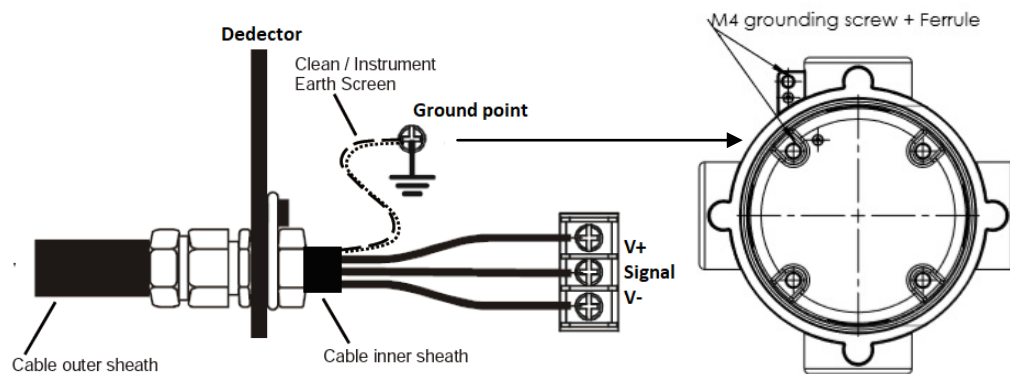 M4 grounding screw + Ferrule
Dedector
Clean / Instrument
Earth Screen
Ground point
V+
Signal
V-
Cable outer sheath
Cable inner sheath